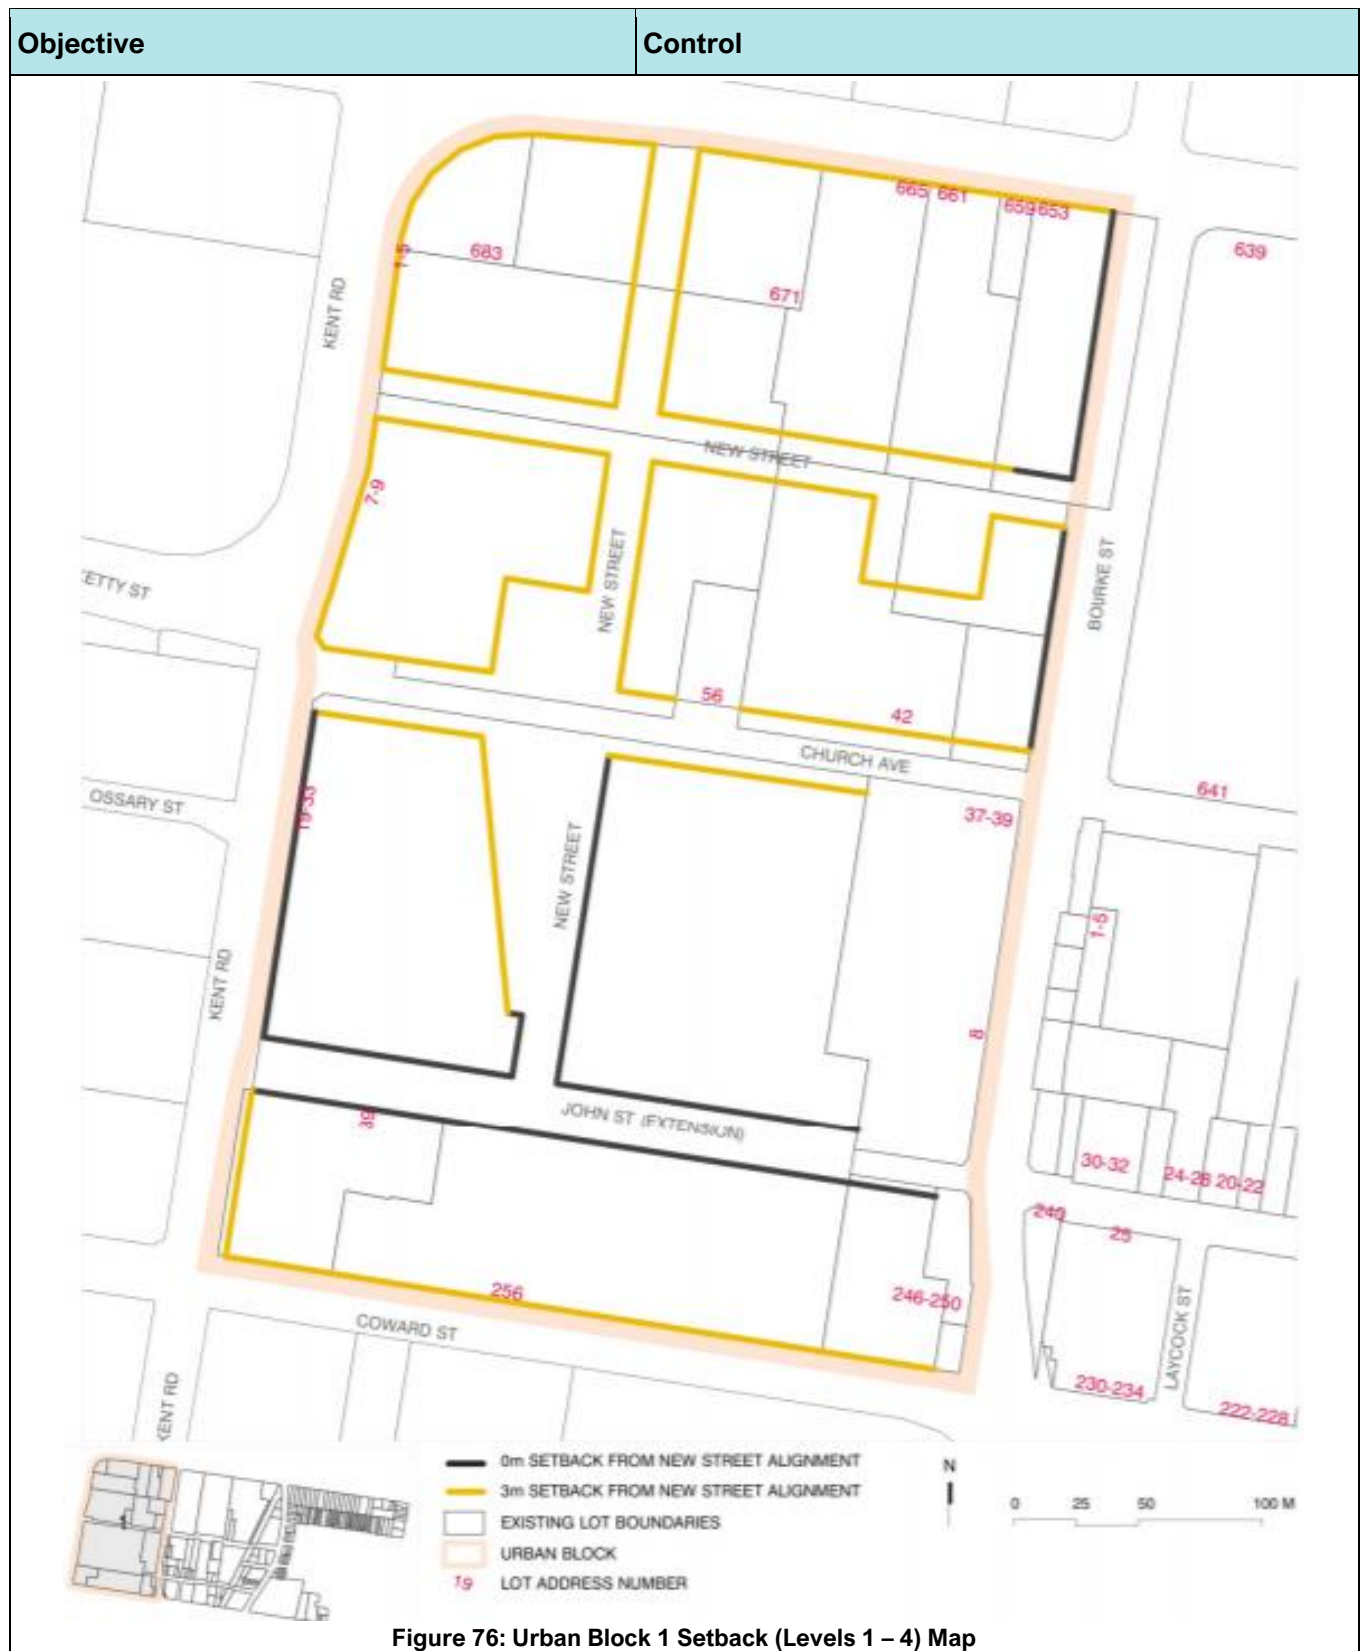 Objective
Control
665 661
659 653
639
1-5
683
671
KENT RD
NEW STREET
7-9
NEW STREET
BOURKE ST
ETTY ST
56
42
CHURCH AVE
OSSARY ST
19-33
641
37-39
NEW STREET
1-5
KENT RD
8
39
JOHN ST (EXTENSION)
30-32
24-28 20-22
240
25
256
246-250
COWARD ST
LAYCOCK ST
230-234
222-228
KENT RD
0m SETBACK FROM NEW STREET ALIGNMENT
3m SETBACK FROM NEW STREET ALIGNMENT
EXISTING LOT BOUNDARIES
URBAN BLOCK
19 LOT ADDRESS NUMBER
N
0 25 50 100 M
Figure 76: Urban Block 1 Setback (Levels 1 – 4) Map